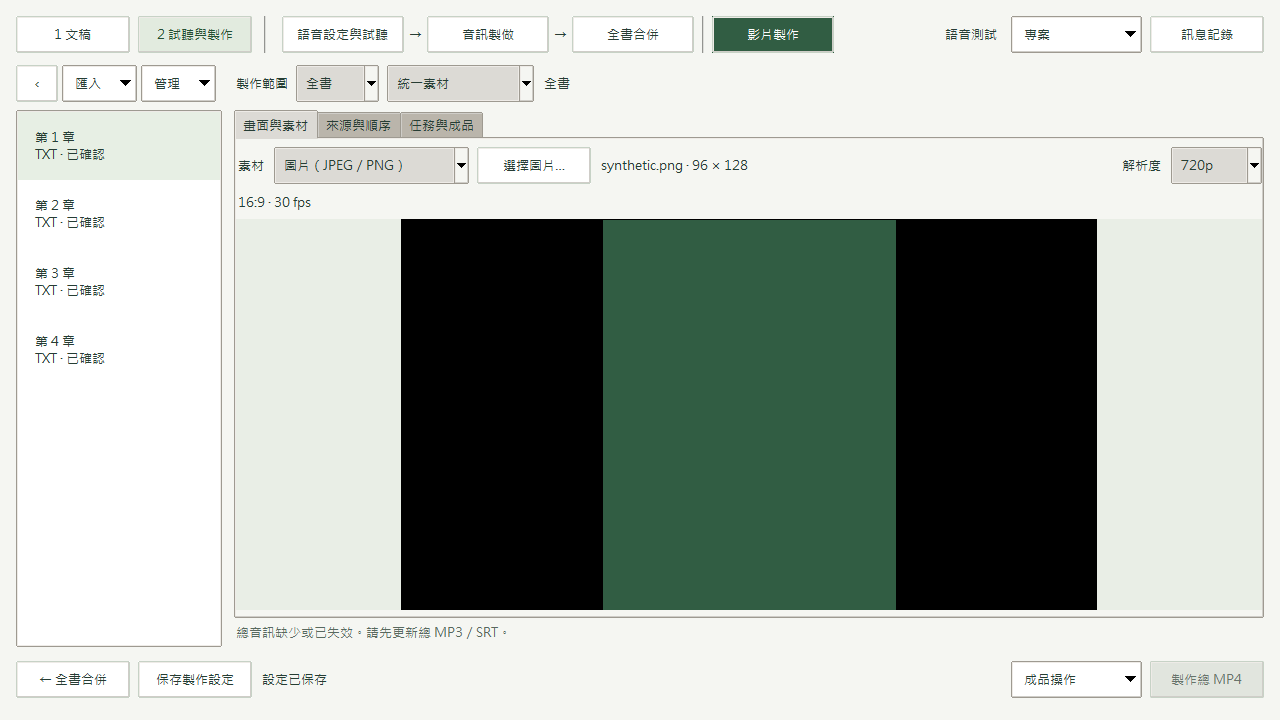 1 文稿
2 試聽與製作
語音設定與試聽
→
音訊製做
→
全書合併
影片製作
語音測試
專案
訊息記錄
‹
匯入
管理
製作範圍
全書
統一素材
全書
第 1 章
TXT · 已確認
第 2 章
TXT · 已確認
第 3 章
TXT · 已確認
第 4 章
TXT · 已確認
畫面與素材
來源與順序
任務與成品
素材
圖片 ( JPEG / PNG )
選擇圖片...
synthetic.png · 96 × 128
解析度
720p
16:9 · 30 fps
總音訊缺少或已失效。請先更新總 MP3 / SRT。
← 全書合併
保存製作設定
設定已保存
成品操作
製作總 MP4